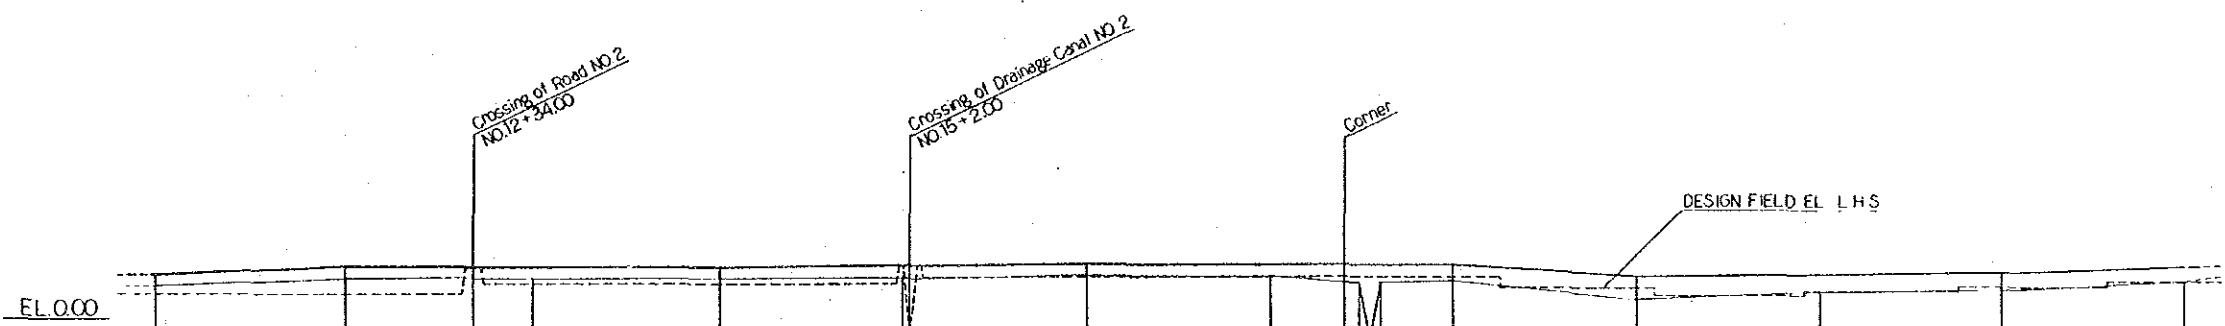 Crossing of Road NO.2
NO.12+34.00
Crossing of Drainage Canal NO 2
NO.15+2.00
Corner
DESIGN FIELD EL L H S
EL.0.00